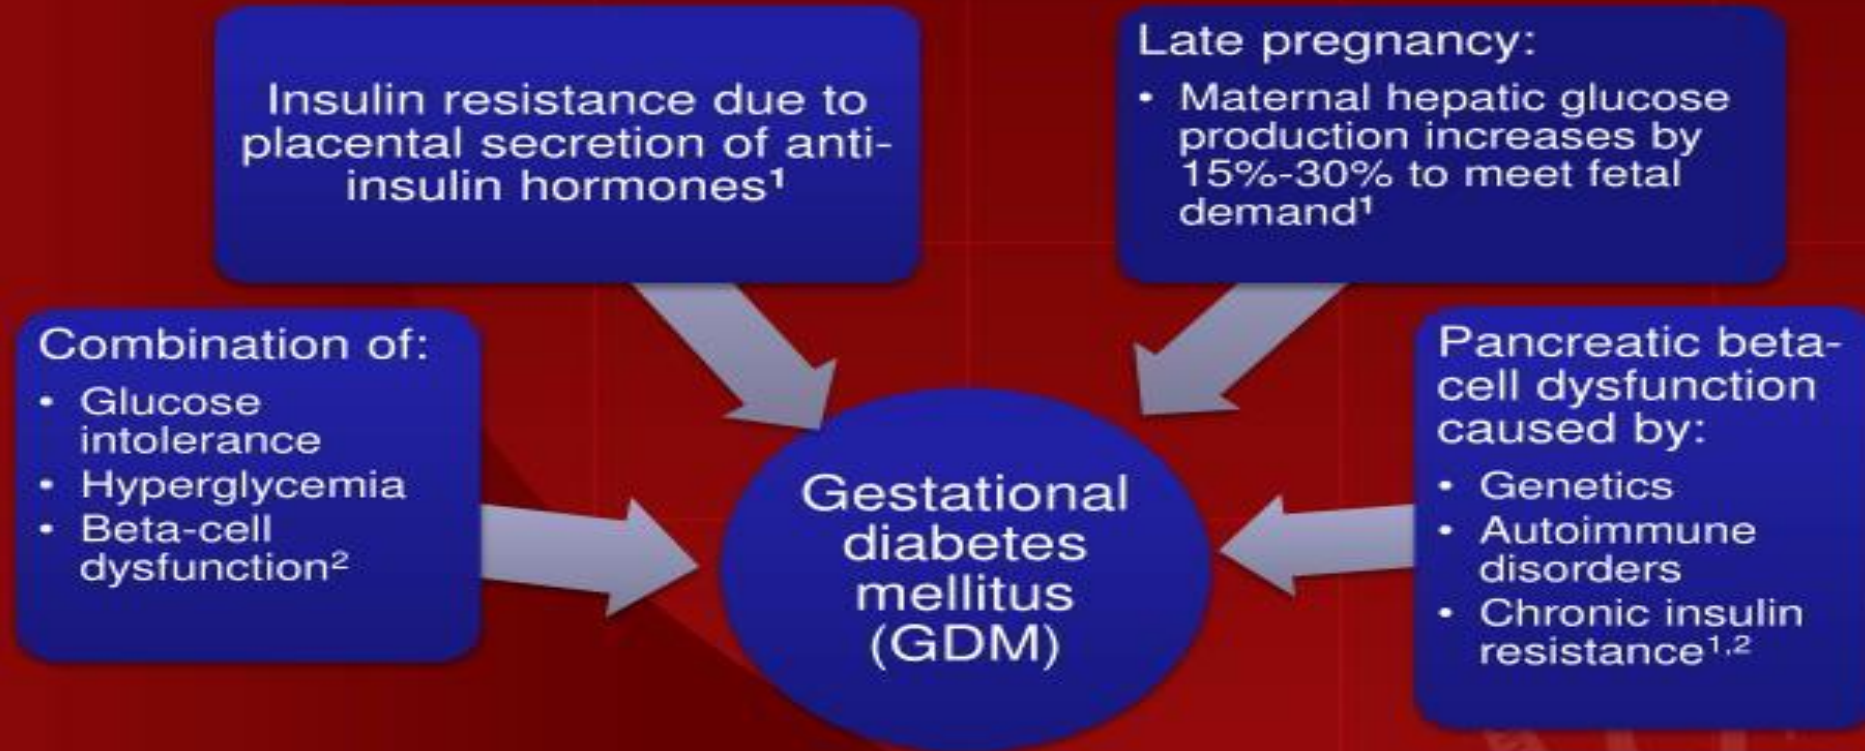 Insulin resistance due to
placental secretion of anti-
insulin hormones¹
Late pregnancy:
• Maternal hepatic glucose
production increases by
15%-30% to meet fetal
demand¹
Combination of:
• Glucose
intolerance
• Hyperglycemia
• Beta-cell
dysfunction²
Gestational
diabetes
mellitus
(GDM)
Pancreatic beta-
cell dysfunction
caused by:
• Genetics
• Autoimmune
disorders
• Chronic insulin
resistance¹,²